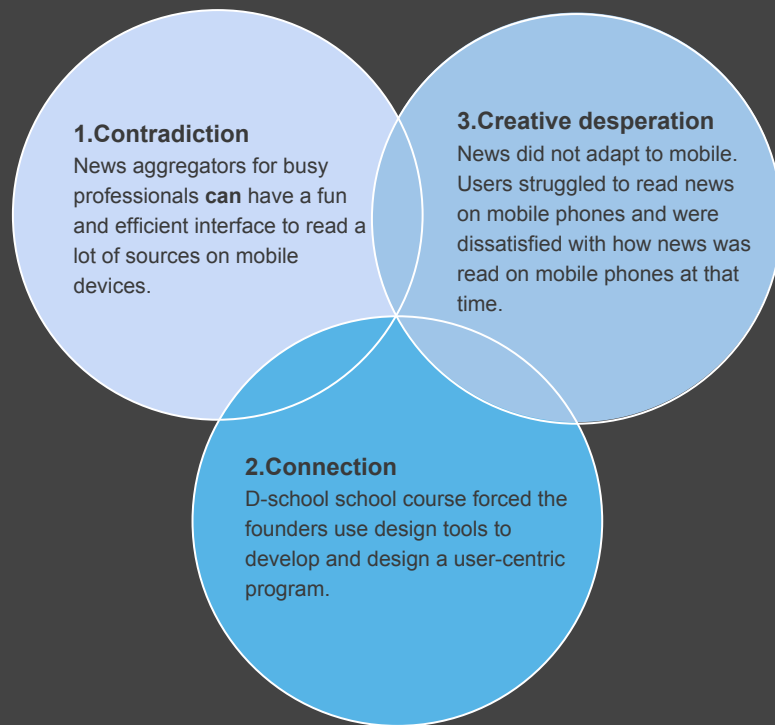 1.Contradiction
News aggregators for busy
professionals can have a fun
and efficient interface to read a
lot of sources on mobile
devices.
3.Creative desperation
News did not adapt to mobile.
Users struggled to read news
on mobile phones and were
dissatisfied with how news was
read on mobile phones at that
time.
2.Connection
D-school school course forced the
founders use design tools to
develop and design a user-centric
program.